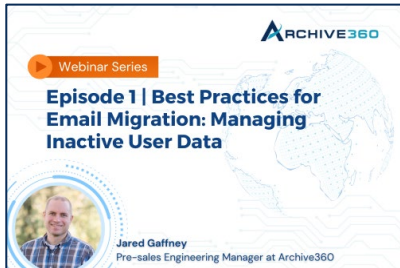 ARCHIVE360
Webinar Series
Episode 1 | Best Practices for
Email Migration: Managing
Inactive User Data
Jared Gaffney
Pre-sales Engineering Manager at Archive360